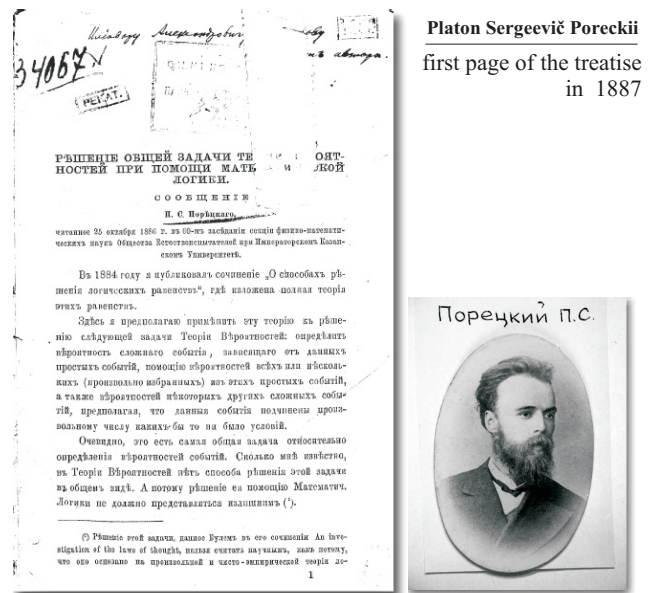 Platon Sergeevič Poreckii
first page of the treatise
in 1887
34067
Александровичу
автора.
РѢШЕНІЕ ОБЩЕЙ ЗАДАЧИ ТЕ ОЯТ-
НОСТЕЙ ПРИ ПОМОЩИ МАТЕ КОЙ
ЛОГИКИ.
СООБЩЕНІЕ
П. С. Порѣцкаго,
читанное 25 октября 1886 г. въ 60-мъ засѣданіи секціи физико-математи-
ческихъ наукъ Общества Естествоиспытателей при Императорскомъ Казан-
скомъ Университетѣ.
Въ 1884 году я публиковалъ сочиненіе „О способахъ рѣ-
шенія логическихъ равенствъ“, гдѣ изложена полная теорія
этихъ равенствъ.
Здѣсь я предполагаю примѣнить эту теорію къ рѣше-
нію слѣдующей задачи Теоріи Вѣроятностей: опредѣлить
вѣроятность сложнаго событія, зависящаго отъ данныхъ
простыхъ событій, помощію вѣроятностей всѣхъ или нѣсколь-
кихъ (произвольно избранныхъ) изъ этихъ простыхъ событій,
а также вѣроятностей нѣкоторыхъ другихъ сложныхъ собы-
тій, предполагая, что данныя событія подчинены произ-
вольному числу какихъ бы то ни было условій.
Очевидно, это есть самая общая задача относительно
опредѣленія вѣроятностей событій. Сколько мнѣ извѣстно,
въ Теоріи Вѣроятностей нѣтъ способа рѣшенія этой задачи
въ общемъ видѣ. А потому рѣшеніе ея помощію Математич.
Логики не должно представляться излишнимъ (¹).
(¹) Рѣшеніе этой задачи, данное Булемъ въ его сочиненіи An inve-
stigation of the laws of thought, нельзя считать научнымъ, какъ потому,
что оно основано на произвольной и чисто-эмпирической теоріи ло-
1
Порецкий П.С.